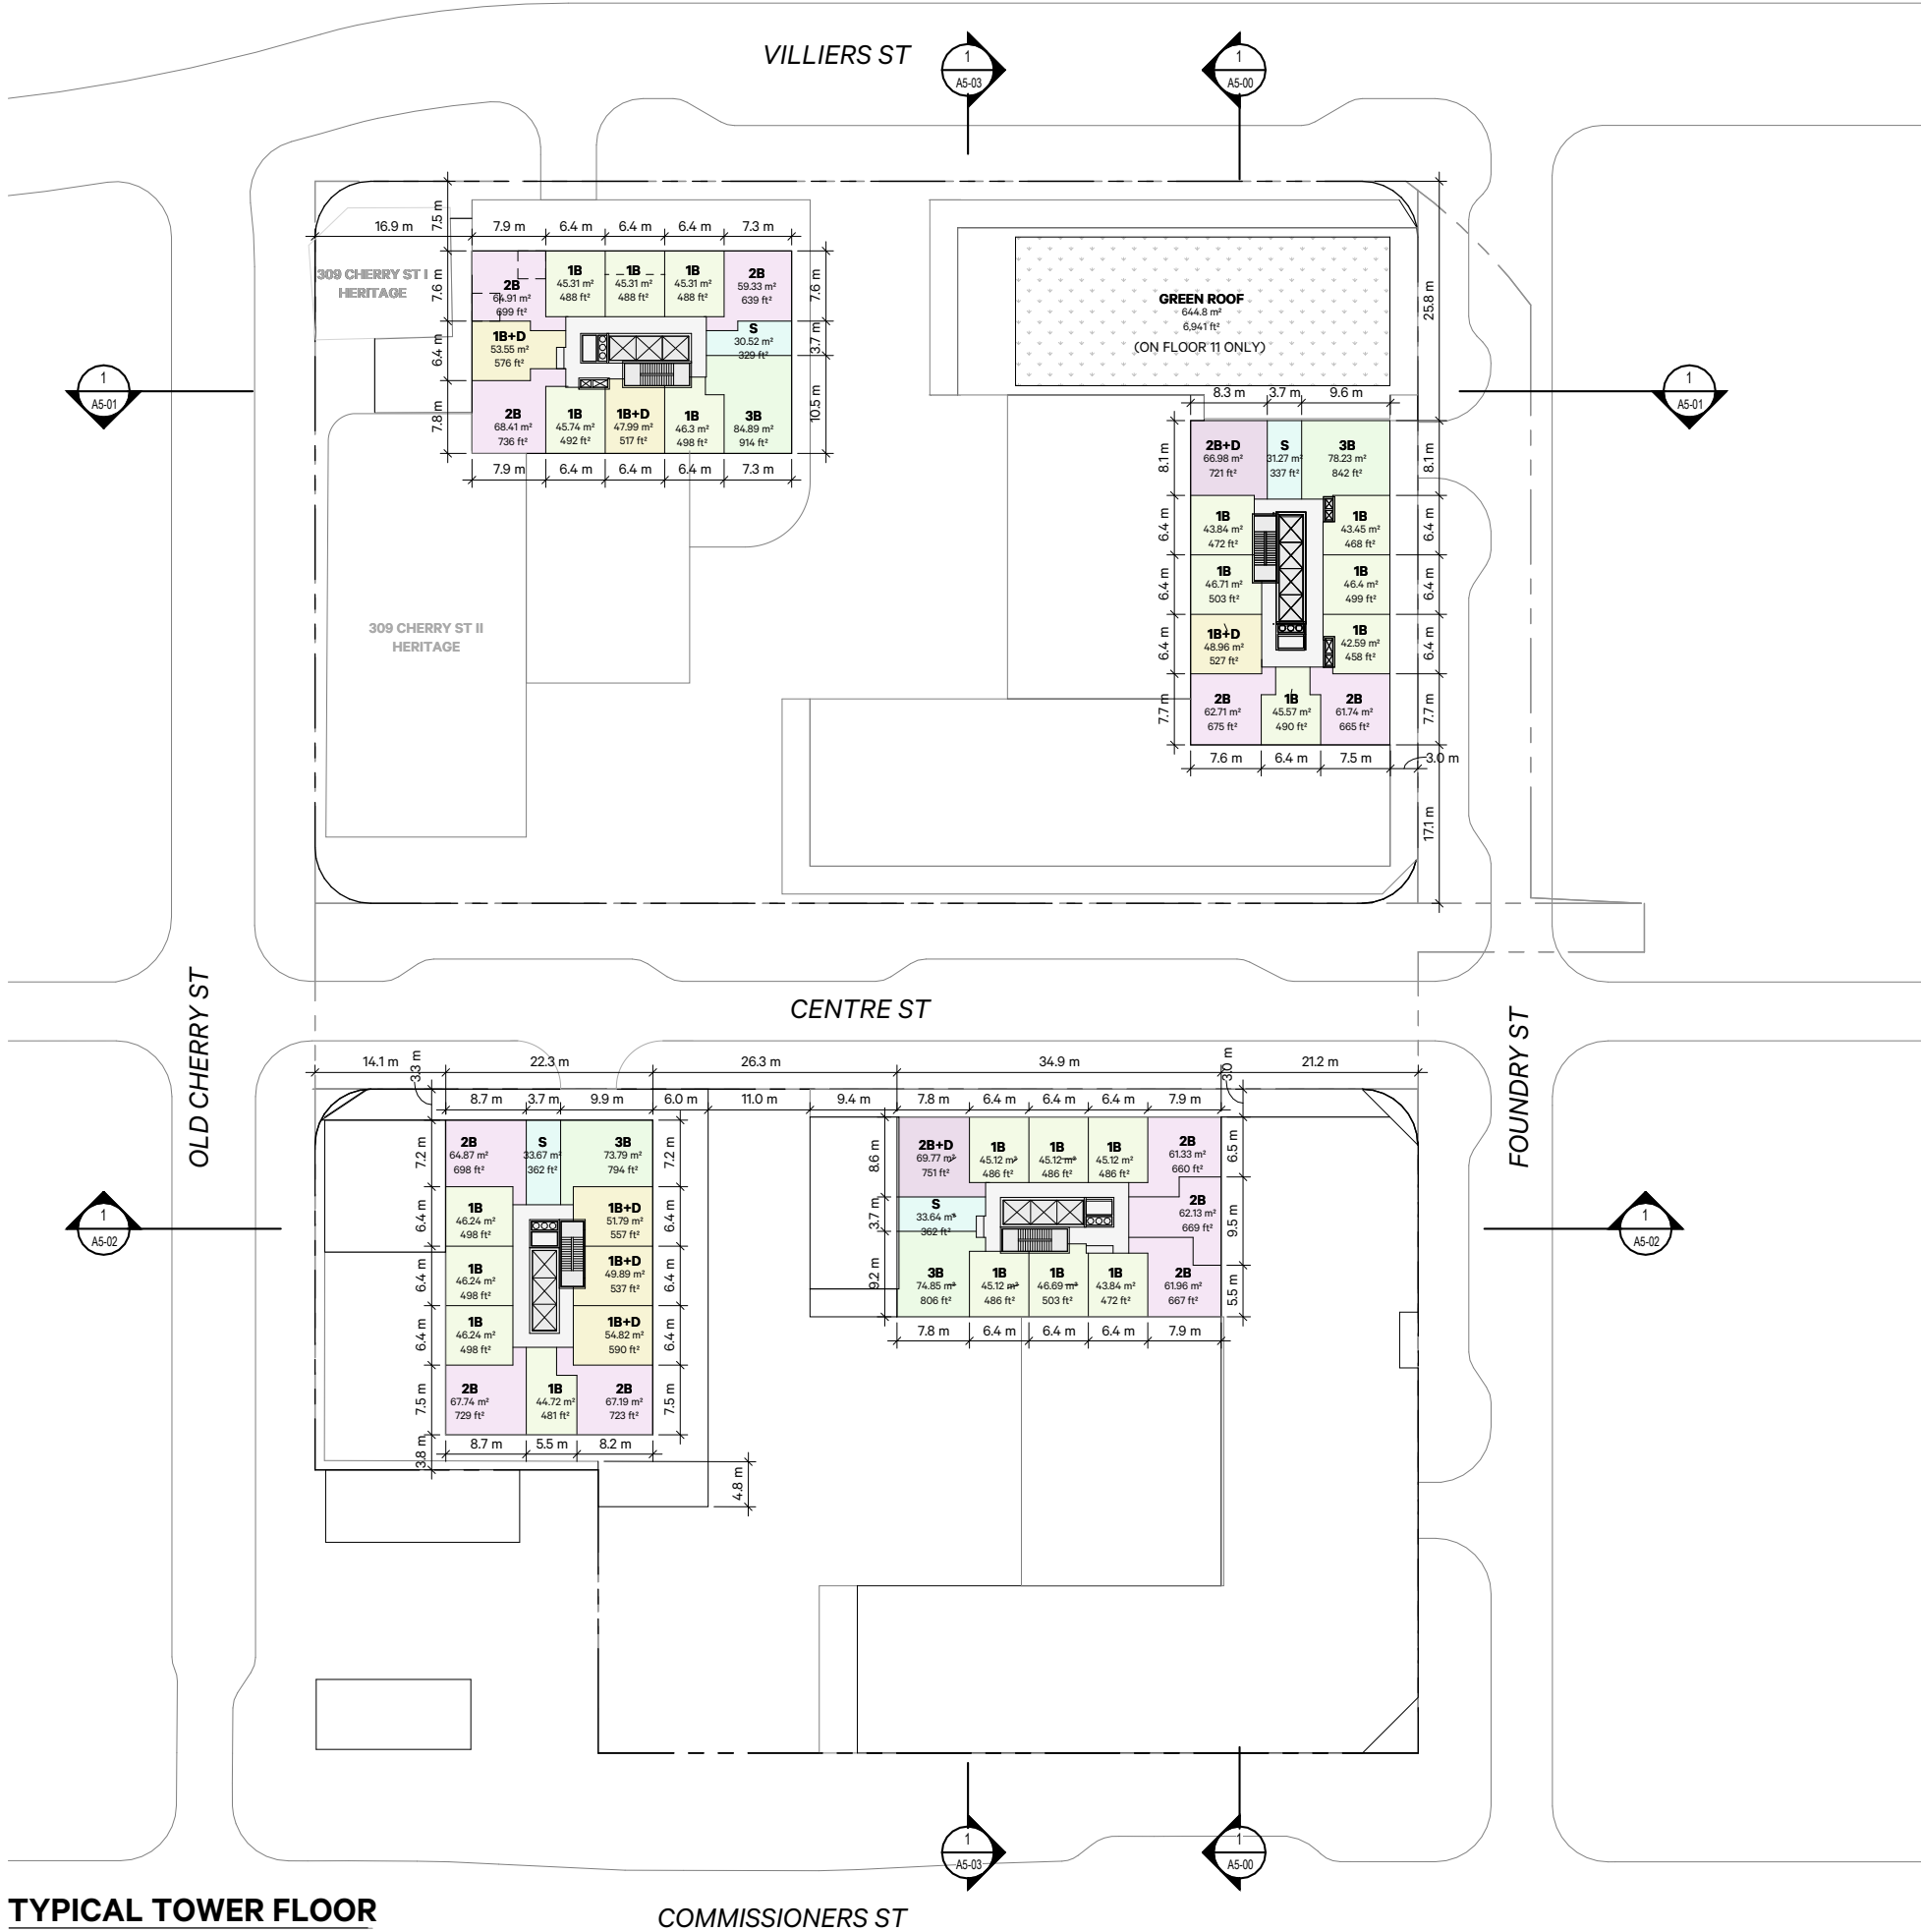 VILLIERS ST
1
A5-03
1
A5-00
7.5 m
16.9 m
7.9 m
6.4 m
6.4 m
6.4 m
7.3 m
309 CHERRY ST I
HERITAGE
7.6 m
6.4 m
7.8 m
2B
64.91 m²
699 ft²
1B
45.31 m²
488 ft²
1B
45.31 m²
488 ft²
1B
45.31 m²
488 ft²
2B
59.33 m²
639 ft²
7.6 m
3.7 m
10.5 m
1B+D
53.55 m²
576 ft²
S
30.52 m²
329 ft²
2B
68.41 m²
736 ft²
1B
45.74 m²
492 ft²
1B+D
47.99 m²
517 ft²
1B
46.3 m²
498 ft²
3B
84.89 m²
914 ft²
7.9 m
6.4 m
6.4 m
6.4 m
7.3 m
GREEN ROOF
644.8 m²
6,941 ft²
(ON FLOOR 11 ONLY)
25.8 m
1
A5-01
1
A5-01
8.3 m
3.7 m
9.6 m
8.1 m
6.4 m
6.4 m
6.4 m
7.7 m
2B+D
66.98 m²
721 ft²
S
31.27 m²
337 ft²
3B
78.23 m²
842 ft²
1B
43.84 m²
472 ft²
1B
43.45 m²
468 ft²
1B
46.71 m²
503 ft²
1B
46.4 m²
499 ft²
1B+D
48.96 m²
527 ft²
1B
42.59 m²
458 ft²
2B
62.71 m²
675 ft²
1B
45.57 m²
490 ft²
2B
61.74 m²
665 ft²
8.1 m
6.4 m
6.4 m
6.4 m
7.7 m
7.6 m
6.4 m
7.5 m
3.0 m
17.1 m
309 CHERRY ST II
HERITAGE
OLD CHERRY ST
CENTRE ST
FOUNDRY ST
14.1 m
3.3 m
22.3 m
26.3 m
34.9 m
3.0 m
21.2 m
8.7 m
3.7 m
9.9 m
6.0 m
11.0 m
9.4 m
7.8 m
6.4 m
6.4 m
6.4 m
7.9 m
7.2 m
6.4 m
6.4 m
6.4 m
7.5 m
3.8 m
2B
64.87 m²
698 ft²
S
33.67 m²
362 ft²
3B
73.79 m²
794 ft²
1B
46.24 m²
498 ft²
1B+D
51.79 m²
557 ft²
1B
46.24 m²
498 ft²
1B+D
49.89 m²
537 ft²
1B
46.24 m²
498 ft²
1B+D
54.82 m²
590 ft²
2B
67.74 m²
729 ft²
1B
44.72 m²
481 ft²
2B
67.19 m²
723 ft²
7.2 m
6.4 m
6.4 m
6.4 m
7.5 m
8.7 m
5.5 m
8.2 m
4.8 m
8.6 m
3.7 m
9.2 m
2B+D
69.77 m²
751 ft²
1B
45.12 m²
486 ft²
1B
45.12 m²
486 ft²
1B
45.12 m²
486 ft²
2B
61.33 m²
660 ft²
S
33.64 m²
362 ft²
2B
62.13 m²
669 ft²
3B
74.85 m²
806 ft²
1B
45.12 m²
486 ft²
1B
46.69 m²
503 ft²
1B
43.84 m²
472 ft²
2B
61.96 m²
667 ft²
6.5 m
9.5 m
5.5 m
7.8 m
6.4 m
6.4 m
6.4 m
7.9 m
1
A5-02
1
A5-02
1
A5-03
1
A5-00
TYPICAL TOWER FLOOR
COMMISSIONERS ST